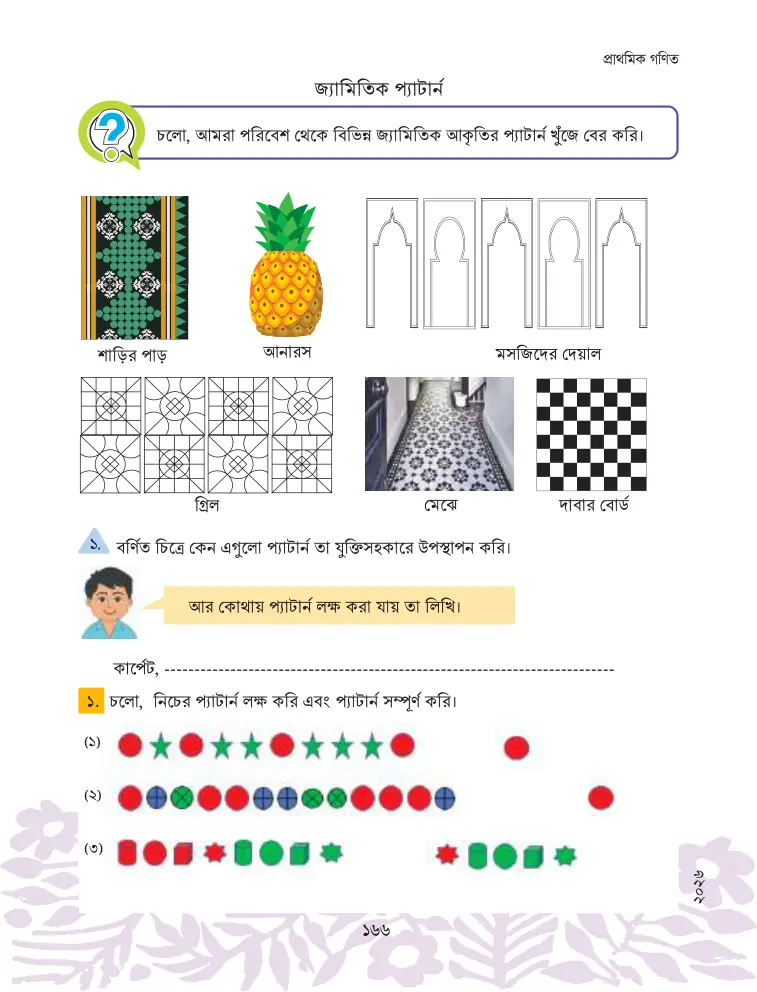 প্রাথমিক গণিত
জ্যামিতিক প্যাটার্ন
চলো, আমরা পরিবেশ থেকে বিভিন্ন জ্যামিতিক আকৃতির প্যাটার্ন খুঁজে বের করি।
শাড়ির পাড়
আনারস
মসজিদের দেয়াল
গ্রিল
মেঝে
দাবার বোর্ড
১. বর্ণিত চিত্রে কেন এগুলো প্যাটার্ন তা যুক্তিসহকারে উপস্থাপন করি।
আর কোথায় প্যাটার্ন লক্ষ করা যায় তা লিখি।
কার্পেট, ---------------------------------------------------------------------------
১. চলো, নিচের প্যাটার্ন লক্ষ করি এবং প্যাটার্ন সম্পূর্ণ করি।
(১)
(২)
(৩)
২০২৬
১৬৬